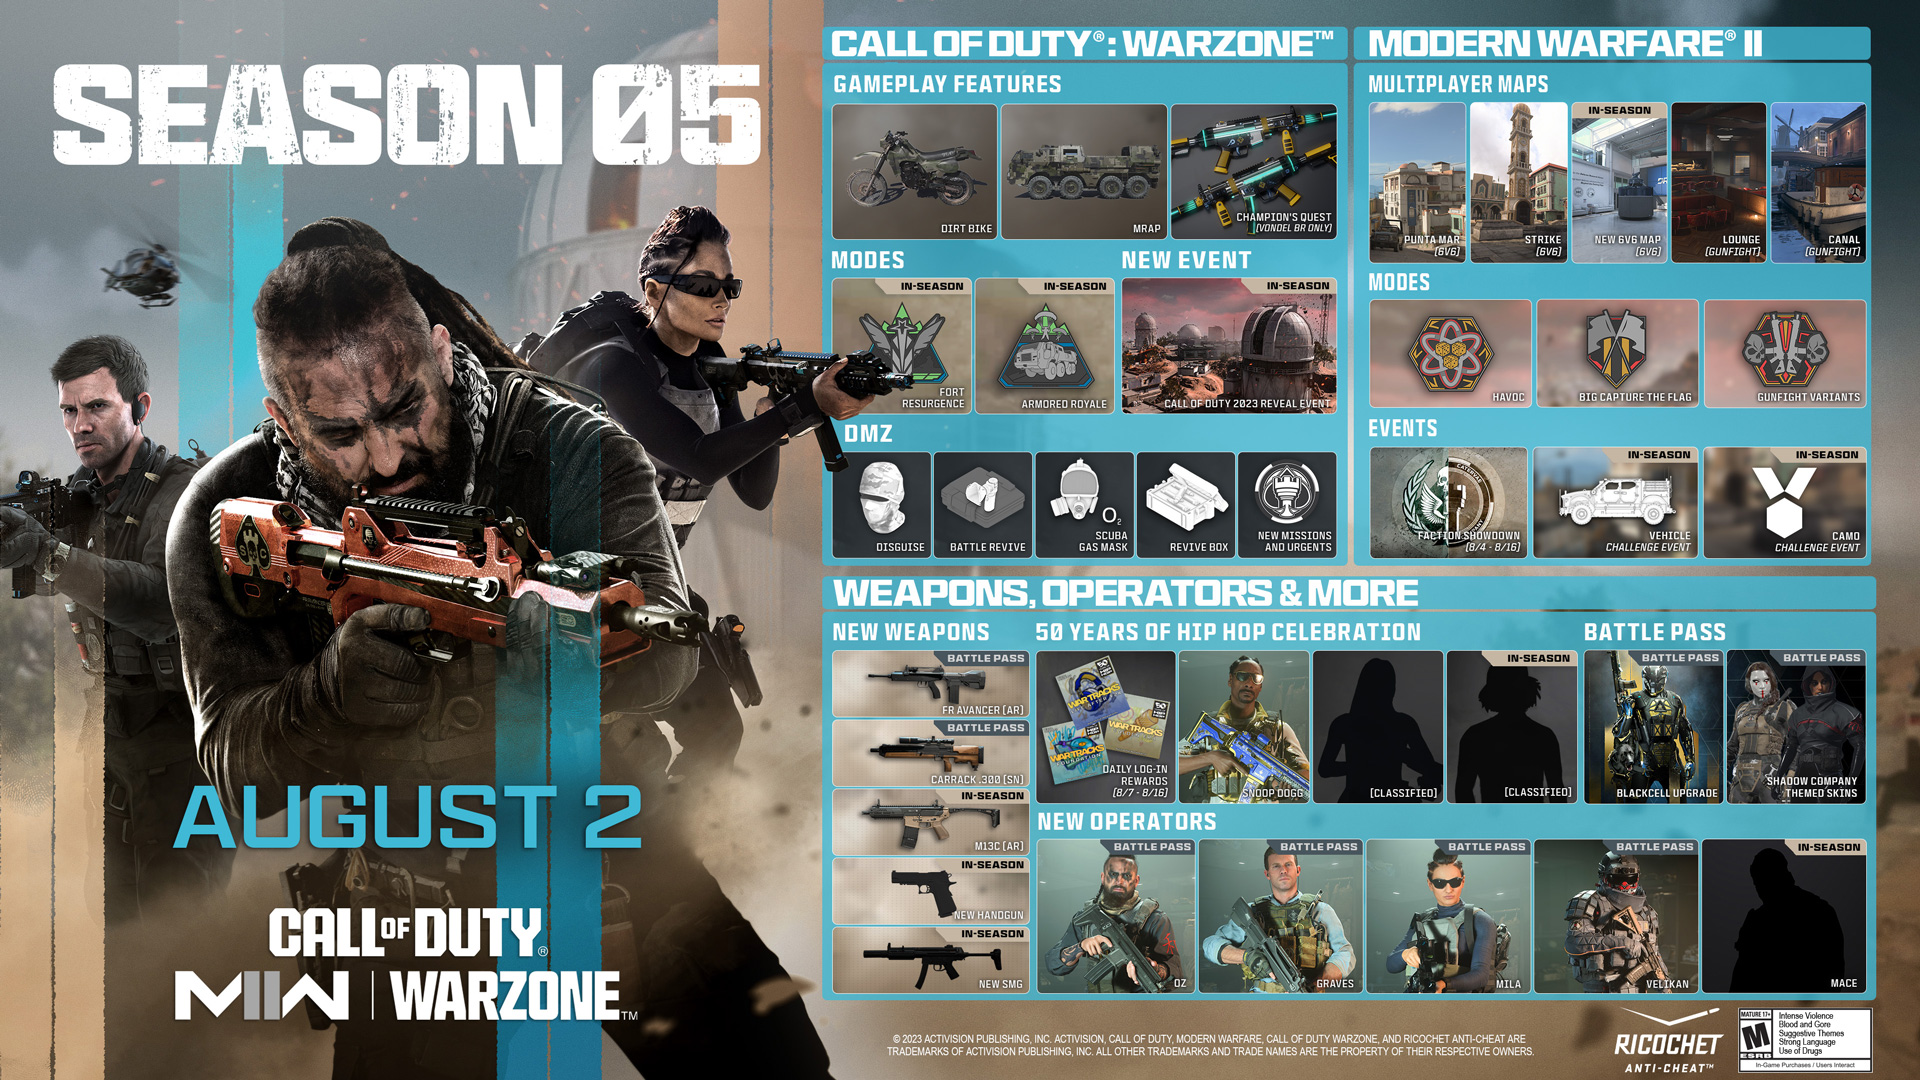 SEASON 05
AUGUST 2
CALL OF DUTY®
MWII | WARZONE™
CALL OF DUTY®: WARZONE™
GAMEPLAY FEATURES
DIRT BIKE
MRAP
CHAMPION'S QUEST
(VONDEL BR ONLY)
MODES
IN-SEASON
FORT
RESURGENCE
IN-SEASON
ARMORED ROYALE
NEW EVENT
IN-SEASON
CALL OF DUTY 2023 REVEAL EVENT
DMZ
DISGUISE
BATTLE REVIVE
O₂
SCUBA
GAS MASK
REVIVE BOX
NEW MISSIONS
AND URGENTS
MODERN WARFARE® II
MULTIPLAYER MAPS
PUNTA MAR
(6V6)
STRIKE
(6V6)
IN-SEASON
NEW 6V6 MAP
(6V6)
LOUNGE
(GUNFIGHT)
CANAL
(GUNFIGHT)
MODES
HAVOC
BIG CAPTURE THE FLAG
GUNFIGHT VARIANTS
EVENTS
FACTION SHOWDOWN
(8/4 - 8/16)
IN-SEASON
VEHICLE
CHALLENGE EVENT
IN-SEASON
CAMO
CHALLENGE EVENT
WEAPONS, OPERATORS & MORE
NEW WEAPONS
BATTLE PASS
FR AVANCER (AR)
BATTLE PASS
CARRACK .300 (SN)
IN-SEASON
M13C (AR)
IN-SEASON
NEW HANDGUN
IN-SEASON
NEW SMG
50 YEARS OF HIP HOP CELEBRATION
WAR TRACKS
WAR TRACKS
WAR TRACKS
DAILY LOG-IN
REWARDS
(8/7 - 8/16)
SNOOP DOGG
[CLASSIFIED]
IN-SEASON
[CLASSIFIED]
BATTLE PASS
BATTLE PASS
BLACKCELL UPGRADE
BATTLE PASS
SHADOW COMPANY
THEMED SKINS
NEW OPERATORS
BATTLE PASS
OZ
BATTLE PASS
GRAVES
BATTLE PASS
MILA
BATTLE PASS
VELIKAN
IN-SEASON
MACE
© 2023 ACTIVISION PUBLISHING, INC. ACTIVISION, CALL OF DUTY, MODERN WARFARE, CALL OF DUTY WARZONE, AND RICOCHET ANTI-CHEAT ARE
TRADEMARKS OF ACTIVISION PUBLISHING, INC. ALL OTHER TRADEMARKS AND TRADE NAMES ARE THE PROPERTY OF THEIR RESPECTIVE OWNERS.
RICOCHET
ANTI-CHEAT™
MATURE 17+
M
ESRB
Intense Violence
Blood and Gore
Suggestive Themes
Strong Language
Use of Drugs
In-Game Purchases / Users Interact